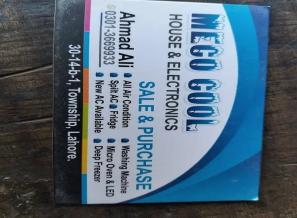 MECO COOL
HOUSE & ELECTRONICS
SALE & PURCHASE
Ahmad Ali
0301-3669933
● All Air Condition
● Split AC ● Fridge
● New AC Available
● Washing Machine
● Micro Oven & LED
● Deep Freezer
30-14-b-1, Township, Lahore.